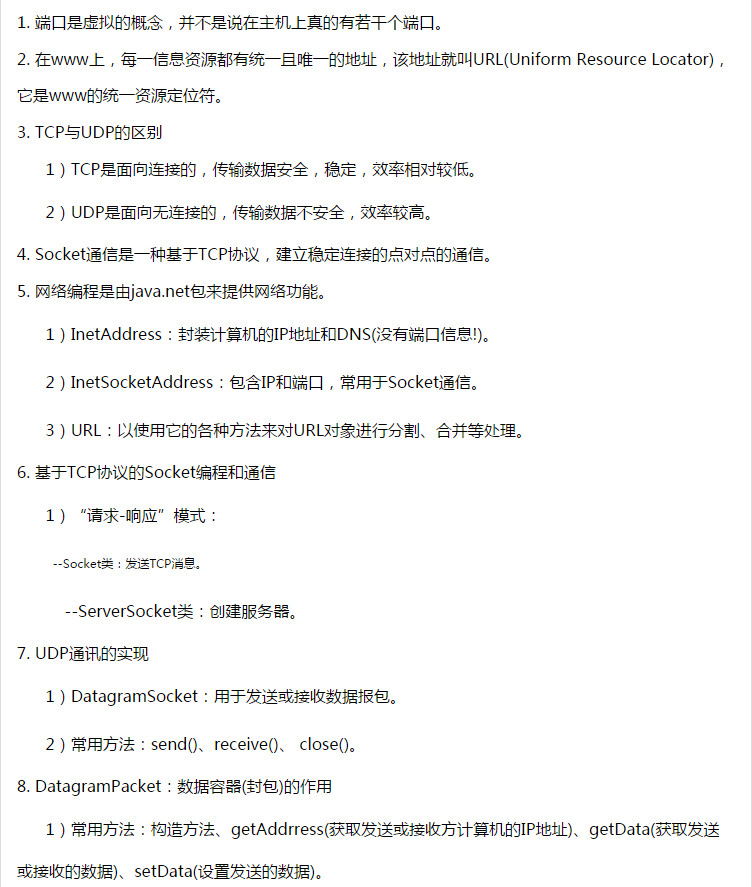 1. 端口是虚拟的概念，并不是说在主机上真的有若干个端口。
2. 在www上，每一信息资源都有统一且唯一的地址，该地址就叫URL(Uniform Resource Locator)，
它是www的统一资源定位符。
3. TCP与UDP的区别
1）TCP是面向连接的，传输数据安全，稳定，效率相对较低。
2）UDP是面向无连接的，传输数据不安全，效率较高。
4. Socket通信是一种基于TCP协议，建立稳定连接的点对点的通信。
5. 网络编程是由java.net包来提供网络功能。
1）InetAddress：封装计算机的IP地址和DNS(没有端口信息!)。
2）InetSocketAddress：包含IP和端口，常用于Socket通信。
3）URL：以使用它的各种方法来对URL对象进行分割、合并等处理。
6. 基于TCP协议的Socket编程和通信
1）“请求-响应”模式：
--Socket类：发送TCP消息。
--ServerSocket类：创建服务器。
7. UDP通讯的实现
1）DatagramSocket：用于发送或接收数据报包。
2）常用方法：send()、receive()、 close()。
8. DatagramPacket：数据容器(封包)的作用
1）常用方法：构造方法、getAddrress(获取发送或接收方计算机的IP地址)、getData(获取发送
或接收的数据)、setData(设置发送的数据)。